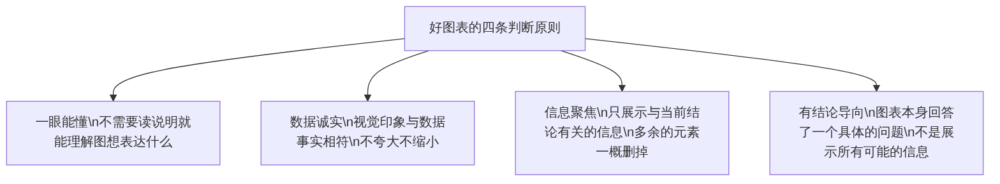 好图表的四条判断原则
一眼能懂\n不需要读说明就
能理解图想表达什么
数据诚实\n视觉印象与数据
事实相符\n不夸大不缩小
信息聚焦\n只展示与当前结
论有关的信息\n多余的元素
一概删掉
有结论导向\n图表本身回答
了一个具体的问题\n不是展
示所有可能的信息